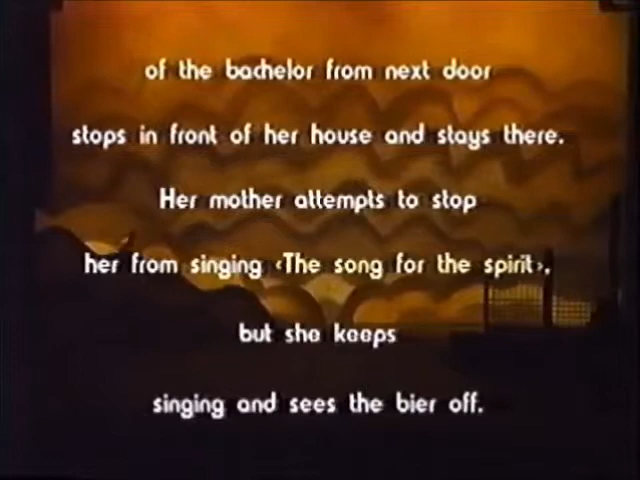 of the bachelor from next door
stops in front of her house and stays there.
Her mother attempts to stop
her from singing ‹The song for the spirit›,
but she keeps
singing and sees the bier off.